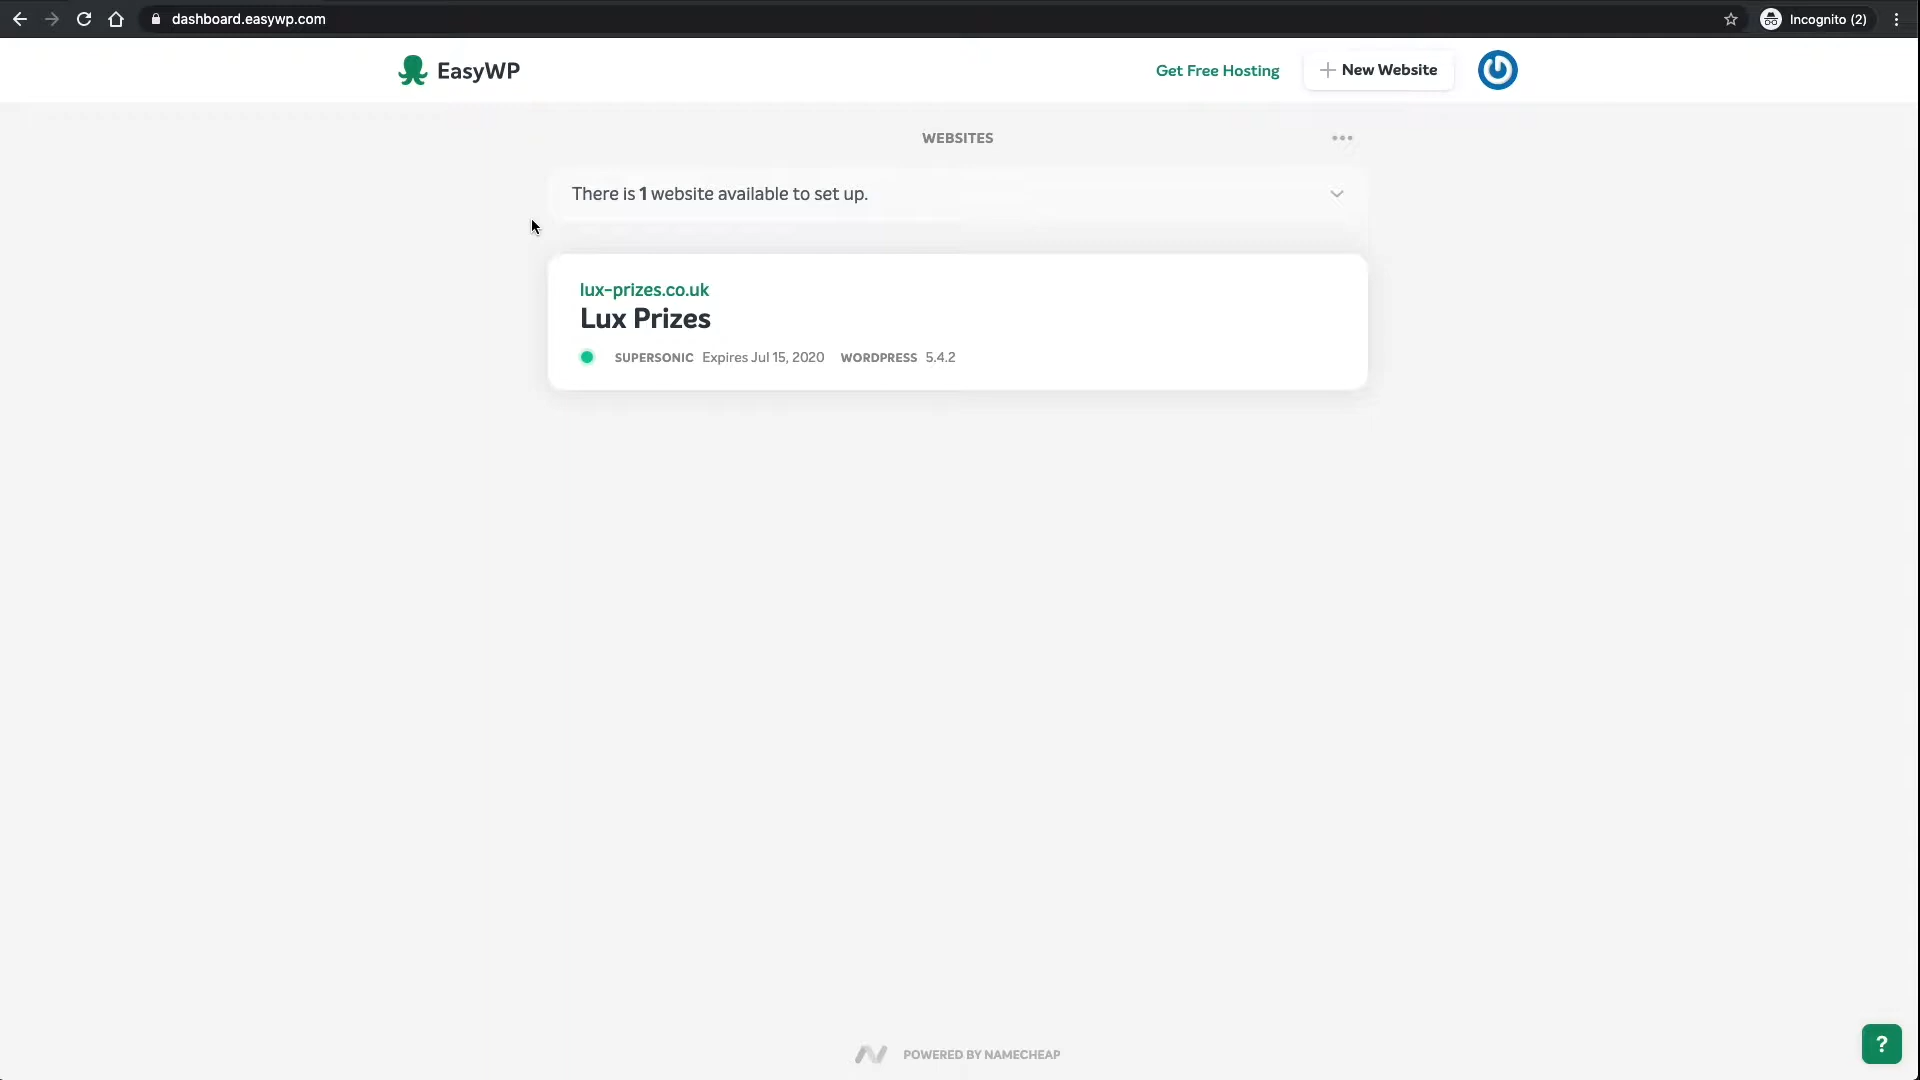 dashboard.easywp.com
Incognito (2)
EasyWP
Get Free Hosting
New Website
WEBSITES
There is 1 website available to set up.
lux-prizes.co.uk
Lux Prizes
SUPERSONIC Expires Jul 15, 2020 WORDPRESS 5.4.2
POWERED BY NAMECHEAP
?